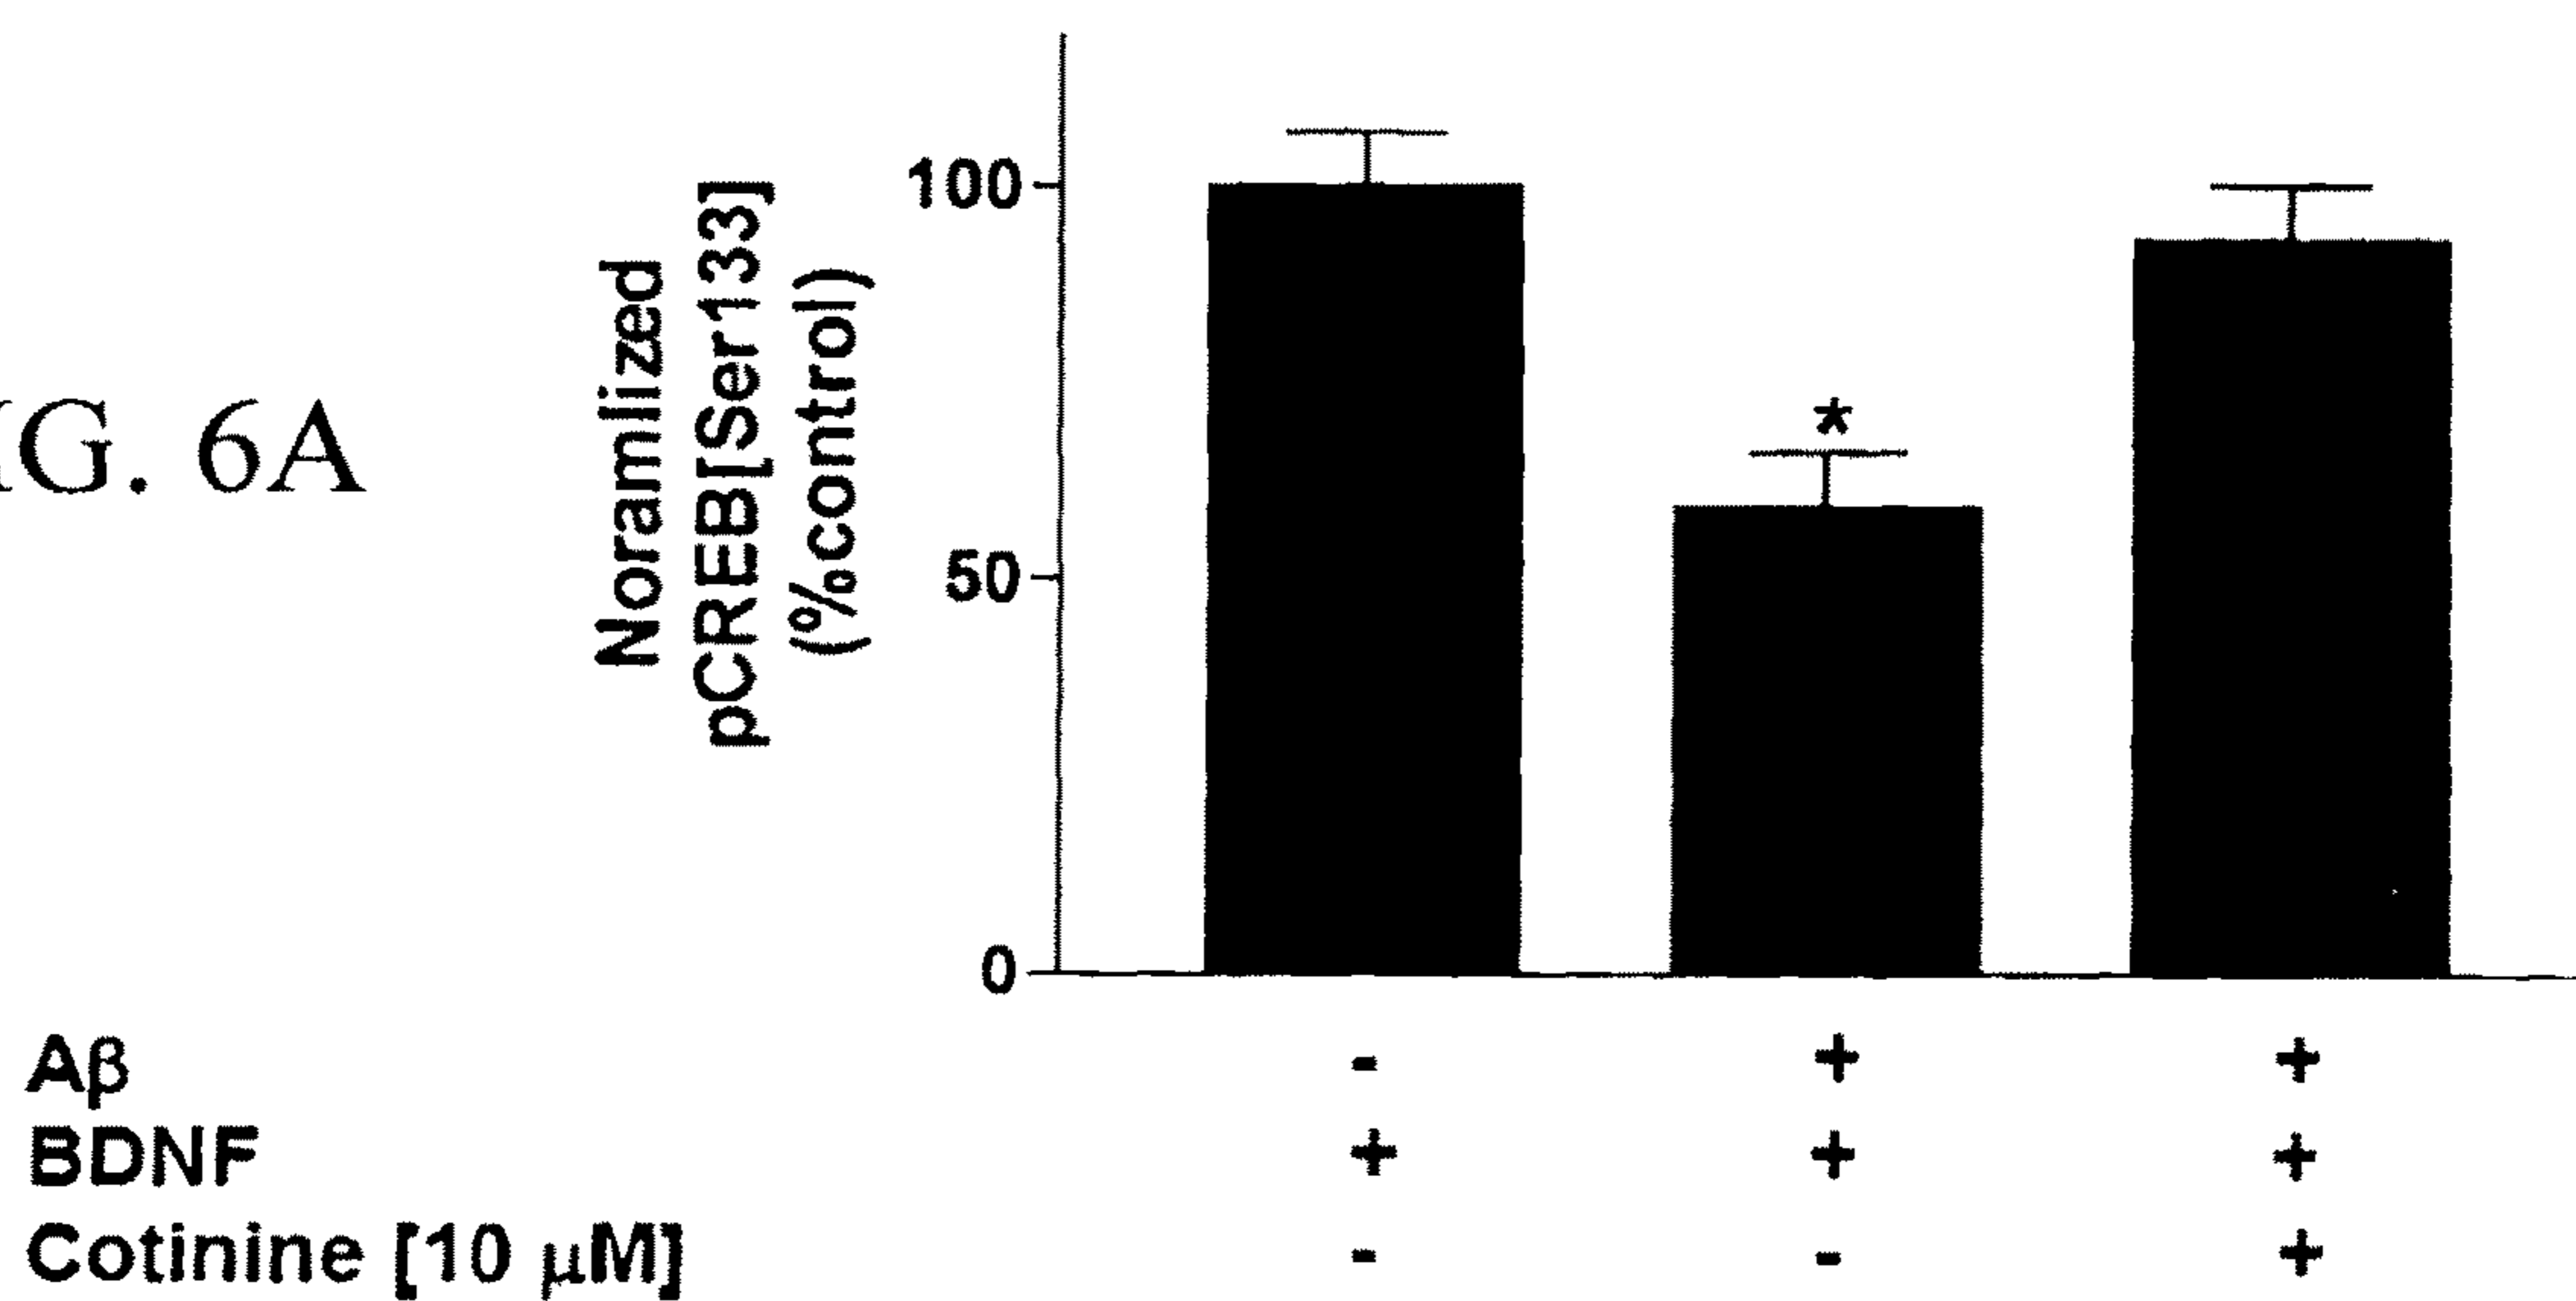 IG. 6A
Noramlized
pCREB[Ser133]
(%control)
100
50
0
*
Aβ - + +
BDNF + + +
Cotinine [10 μM] - - +